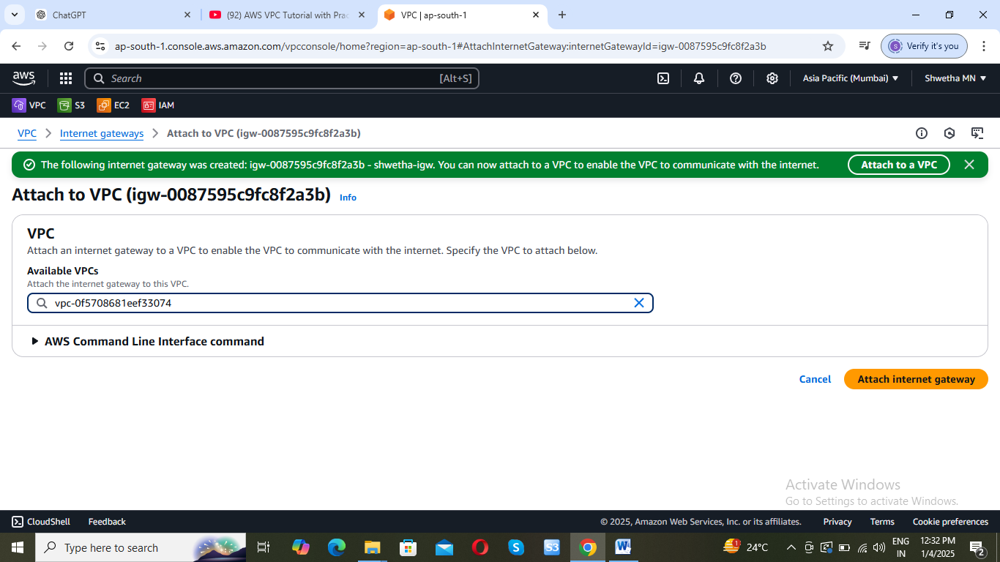 ChatGPT
(92) AWS VPC Tutorial with Prac
VPC | ap-south-1
ap-south-1.console.aws.amazon.com/vpcconsole/home?region=ap-south-1#AttachInternetGateway:internetGatewayId=igw-0087595c9fc8f2a3b
S
Verify it's you
aws
Search
[Alt+S]
Asia Pacific (Mumbai)
Shwetha MN
VPC
S3
EC2
IAM
VPC
Internet gateways
Attach to VPC (igw-0087595c9fc8f2a3b)
The following internet gateway was created: igw-0087595c9fc8f2a3b - shwetha-igw. You can now attach to a VPC to enable the VPC to communicate with the internet.
Attach to a VPC
Attach to VPC (igw-0087595c9fc8f2a3b)
Info
VPC
Attach an internet gateway to a VPC to enable the VPC to communicate with the internet. Specify the VPC to attach below.
Available VPCs
Attach the internet gateway to this VPC.
vpc-0f5708681eef33074
AWS Command Line Interface command
Cancel
Attach internet gateway
Activate Windows
Go to Settings to activate Windows.
CloudShell
Feedback
© 2025, Amazon Web Services, Inc. or its affiliates.
Privacy
Terms
Cookie preferences
Type here to search
S3
1
24°C
ENG
IN
12:32 PM
1/4/2025
2